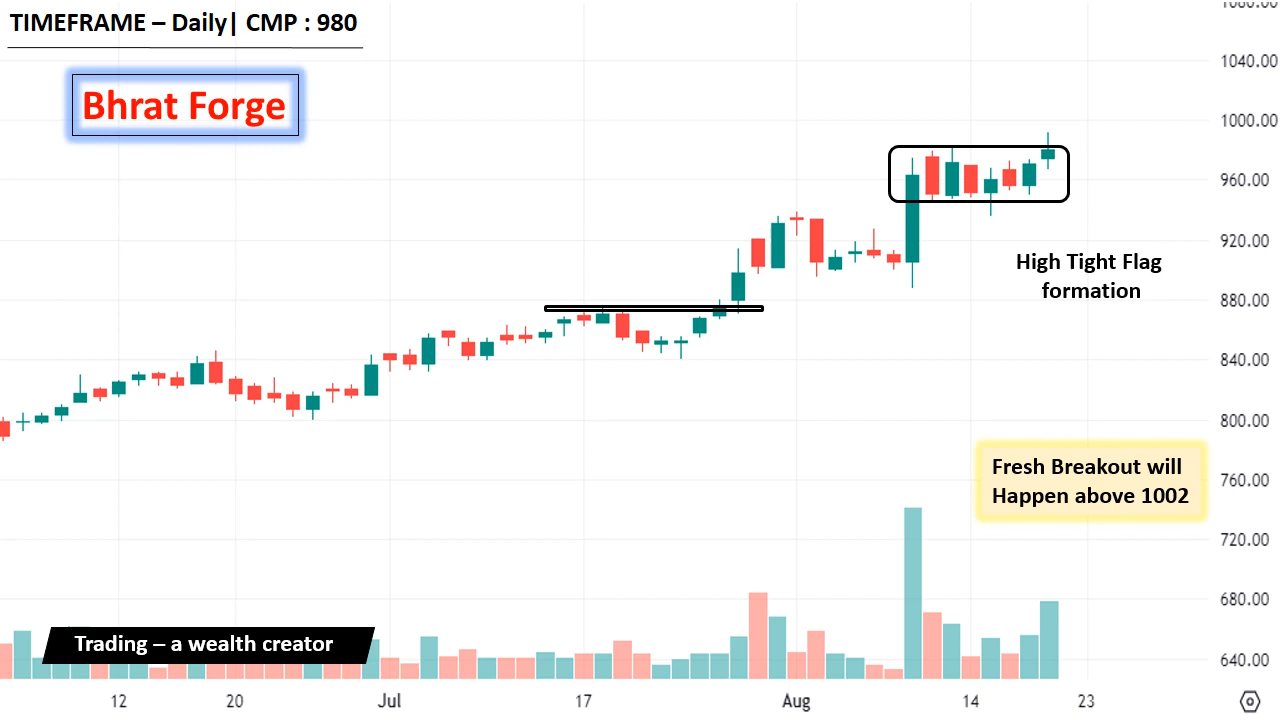 TIMEFRAME – Daily| CMP : 980
Bhrat Forge
1080.00
1040.00
1000.00
960.00
920.00
High Tight Flag
formation
880.00
840.00
800.00
Fresh Breakout will
Happen above 1002
760.00
720.00
680.00
Trading – a wealth creator
640.00
12
20
Jul
17
Aug
14
23